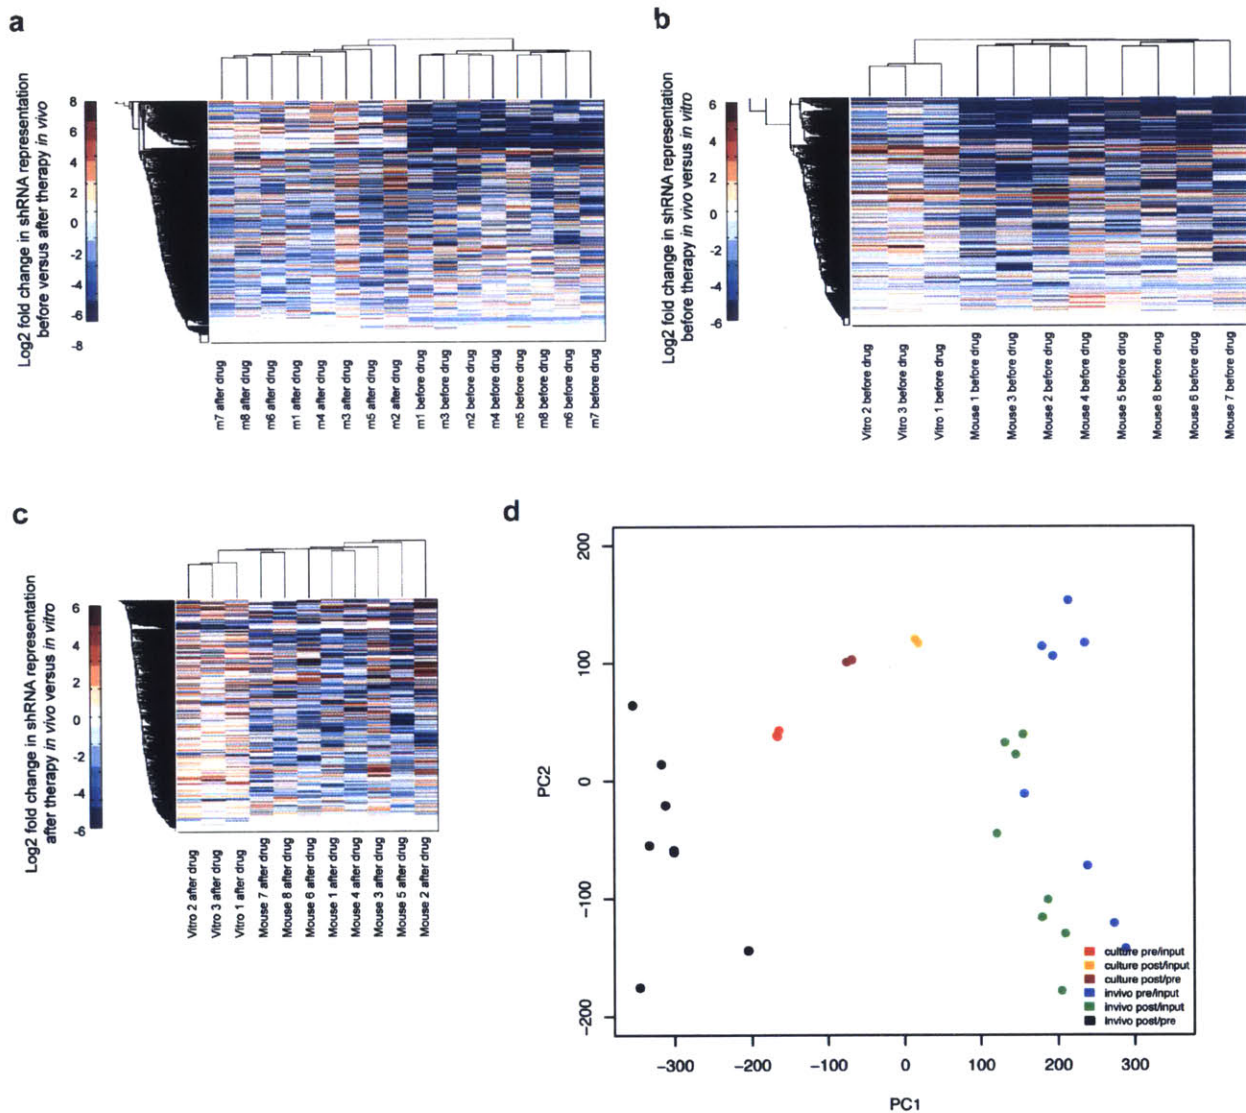 a
Log2 fold change in shRNA representation
before versus after therapy in vivo
8
6
4
2
0
-2
-4
-6
-8
m7 after drug
m8 after drug
m6 after drug
m1 after drug
m4 after drug
m3 after drug
m5 after drug
m2 after drug
m1 before drug
m3 before drug
m2 before drug
m4 before drug
m5 before drug
m8 before drug
m6 before drug
m7 before drug
b
Log2 fold change in shRNA representation
before therapy in vivo versus in vitro
6
4
2
0
-2
-4
-6
Vitro 2 before drug
Vitro 3 before drug
Vitro 1 before drug
Mouse 1 before drug
Mouse 3 before drug
Mouse 2 before drug
Mouse 4 before drug
Mouse 5 before drug
Mouse 8 before drug
Mouse 6 before drug
Mouse 7 before drug
c
Log2 fold change in shRNA representation
after therapy in vivo versus in vitro
6
4
2
0
-2
-4
-6
Vitro 2 after drug
Vitro 3 after drug
Vitro 1 after drug
Mouse 7 after drug
Mouse 8 after drug
Mouse 6 after drug
Mouse 1 after drug
Mouse 4 after drug
Mouse 3 after drug
Mouse 5 after drug
Mouse 2 after drug
d
PC2
200
100
0
-100
-200
culture pre/input
culture post/input
culture post/pre
invivo pre/input
invivo post/input
invivo post/pre
-300
-200
-100
0
100
200
300
PC1